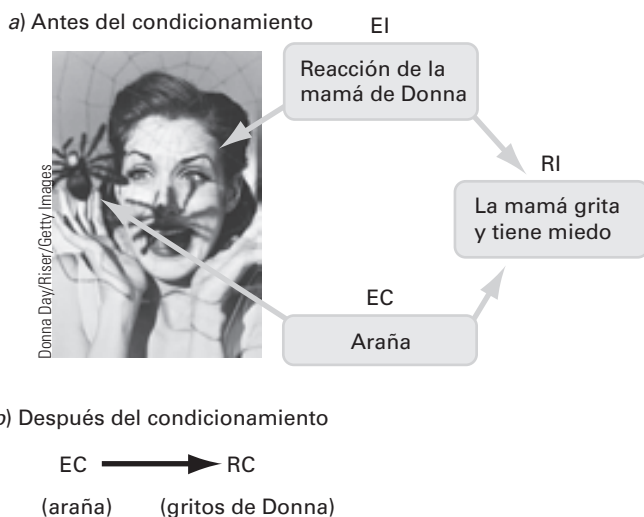 a) Antes del condicionamiento
EI
Reacción de la
mamá de Donna
RI
La mamá grita
y tiene miedo
EC
Araña
Donna Day/Riser/Getty Images
b) Después del condicionamiento
EC RC
(araña) (gritos de Donna)